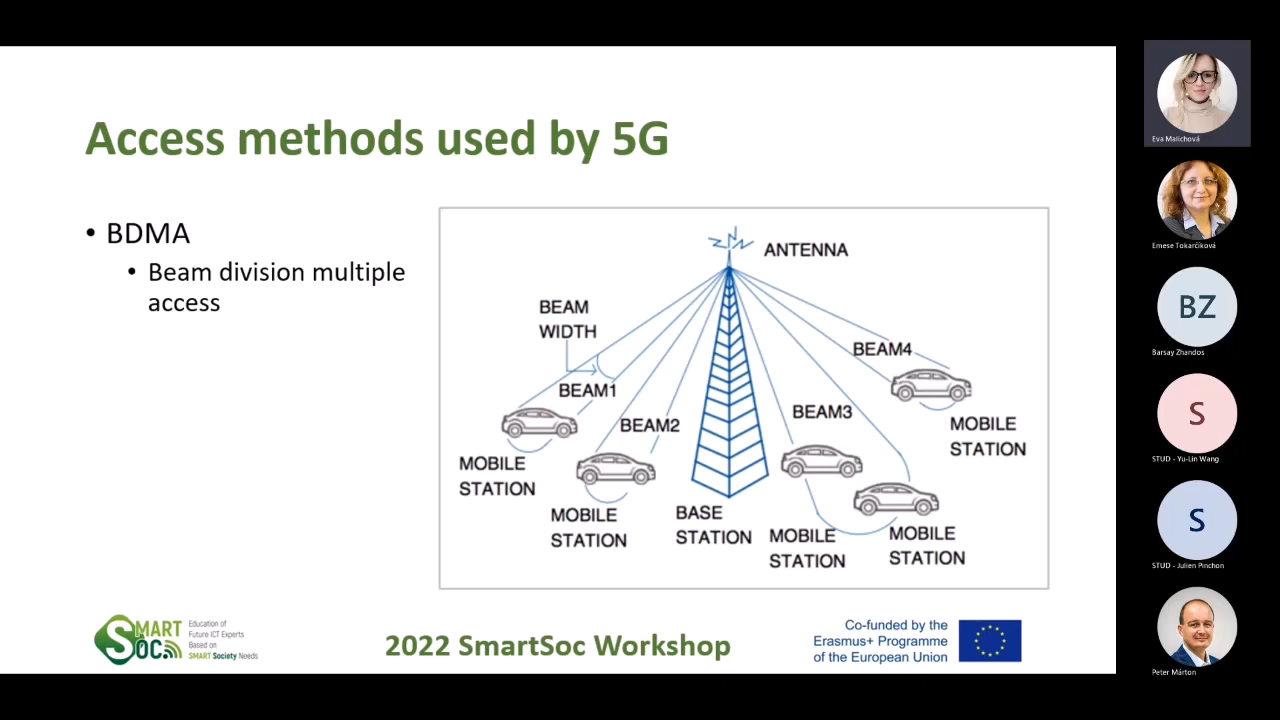 Access methods used by 5G
• BDMA
• Beam division multiple
access
ANTENNA
BEAM
WIDTH
BEAM1
BEAM2
BEAM3
BEAM4
MOBILE
STATION
MOBILE
STATION
BASE
STATION
MOBILE
STATION
MOBILE
STATION
MOBILE
STATION
SMART
SOC
Education of
Future ICT Experts
Based on
SMART Society Needs
2022 SmartSoc Workshop
Co-funded by the
Erasmus+ Programme
of the European Union
Eva Malichová
Emese Tokarčíková
BZ
Barsay Zhandos
S
STUD - Yu-Lin Wang
S
STUD - Julien Pinchon
Peter Márton